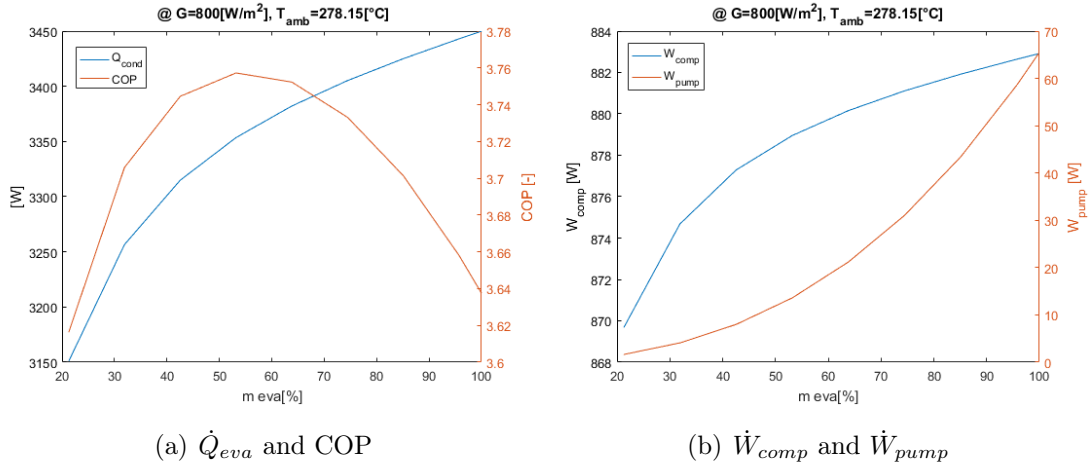 @ G=800[W/m²], T_amb=278.15[°C]
Q_cond
COP
[W]
3450
3400
3350
3300
3250
3200
3150
3.78
3.76
3.74
3.72
3.7
3.68
3.66
3.64
3.62
3.6
COP [-]
20 30 40 50 60 70 80 90 100
m eva[%]
(a) Q̇_eva and COP
@ G=800[W/m²], T_amb=278.15[°C]
W_comp
W_pump
W_comp [W]
884
882
880
878
876
874
872
870
868
70
60
50
40
30
20
10
0
W_pump [W]
20 30 40 50 60 70 80 90 100
m eva[%]
(b) Ẇ_comp and Ẇ_pump